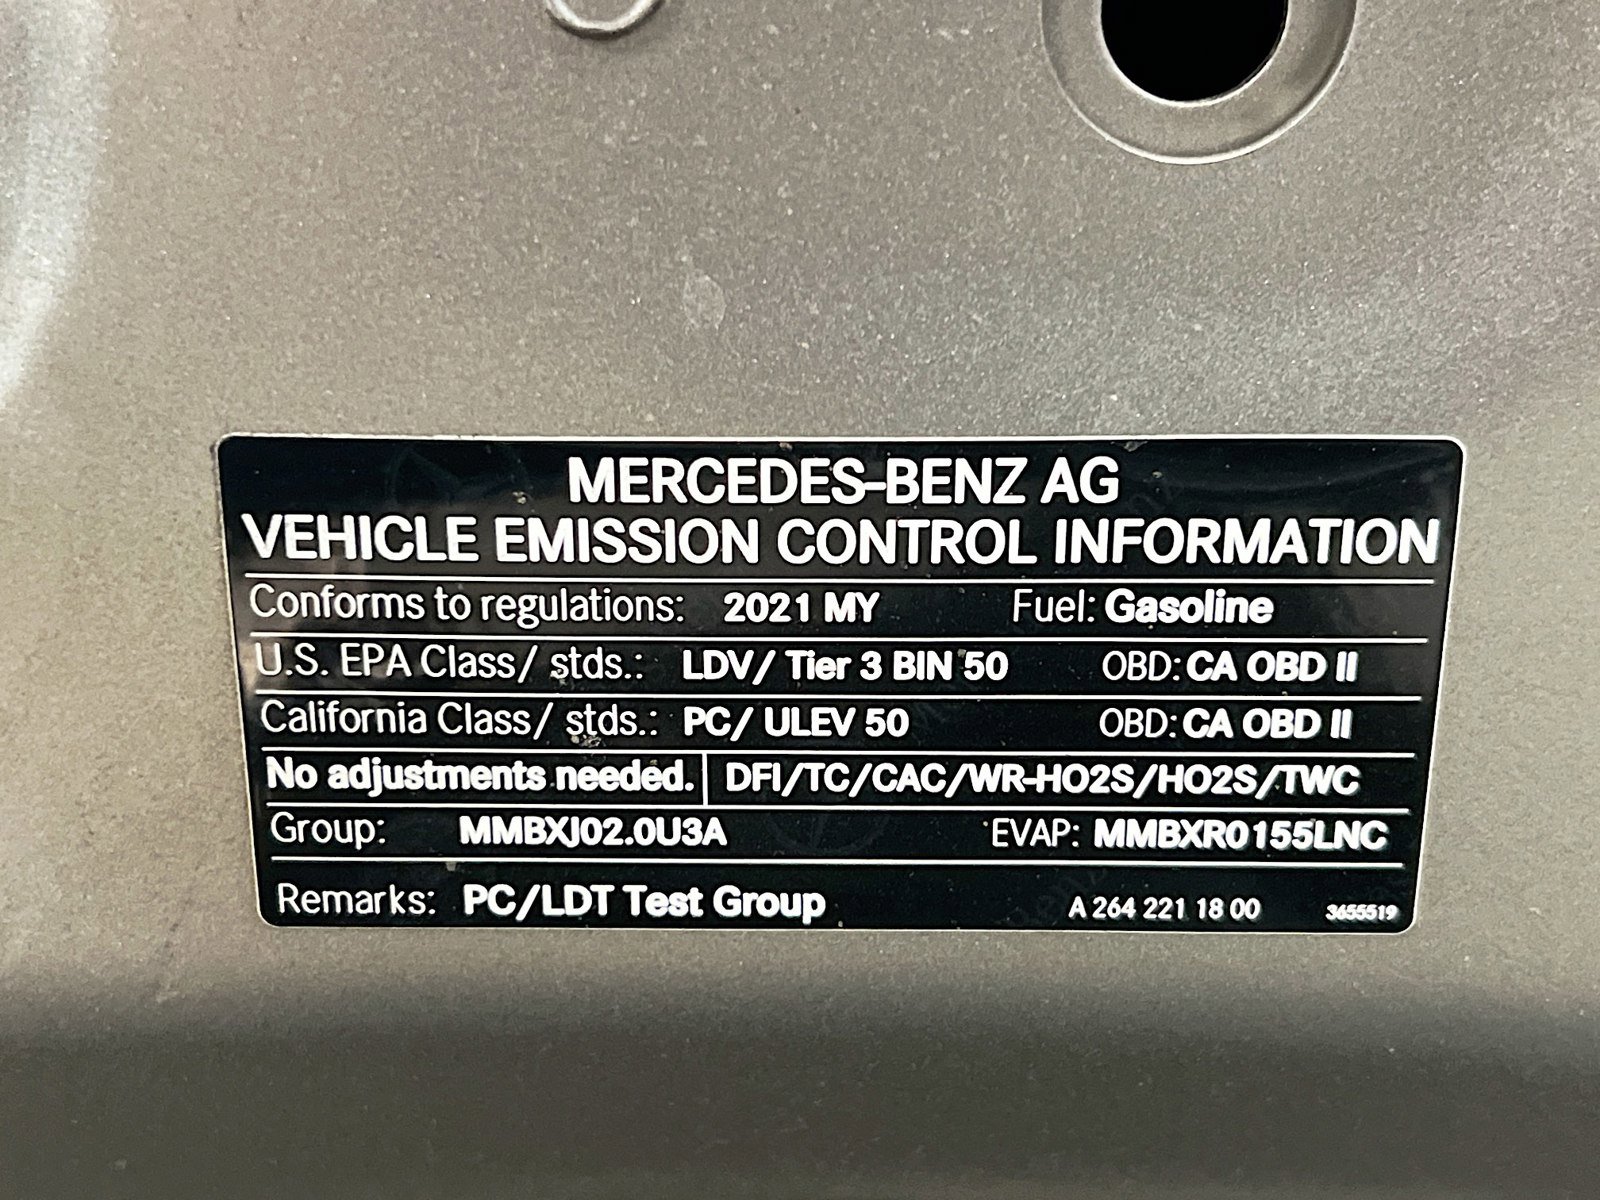 MERCEDES-BENZ AG
VEHICLE EMISSION CONTROL INFORMATION
Conforms to regulations: 2021 MY Fuel: Gasoline
U.S. EPA Class/ stds.: LDV/ Tier 3 BIN 50 OBD: CA OBD II
California Class/ stds.: PC/ ULEV 50 OBD: CA OBD II
No adjustments needed. DFI/TC/CAC/WR-HO2S/HO2S/TWC
Group: MMBXJ02.0U3A EVAP: MMBXR0155LNC
Remarks: PC/LDT Test Group A 264 221 18 00 3655519